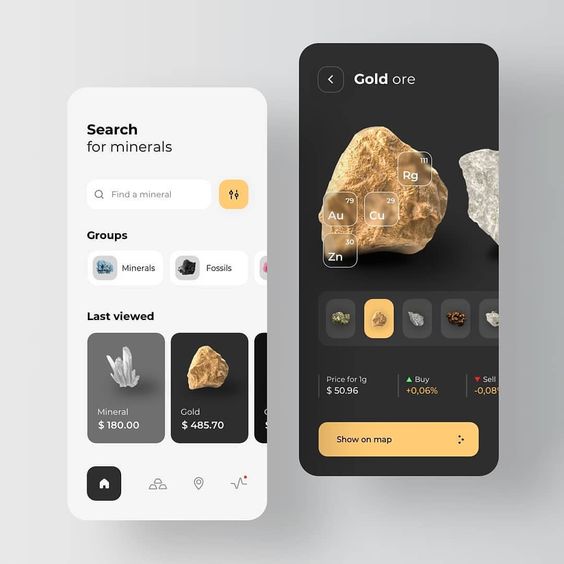 Search
for minerals
Find a mineral
Groups
Minerals
Fossils
Last viewed
Mineral
$ 180.00
Gold
$ 485.70
Gold ore
111
Rg
79
Au
29
Cu
30
Zn
Price for 1g
$ 50.96
Buy
+0,06%
Sell
-0,08
Show on map